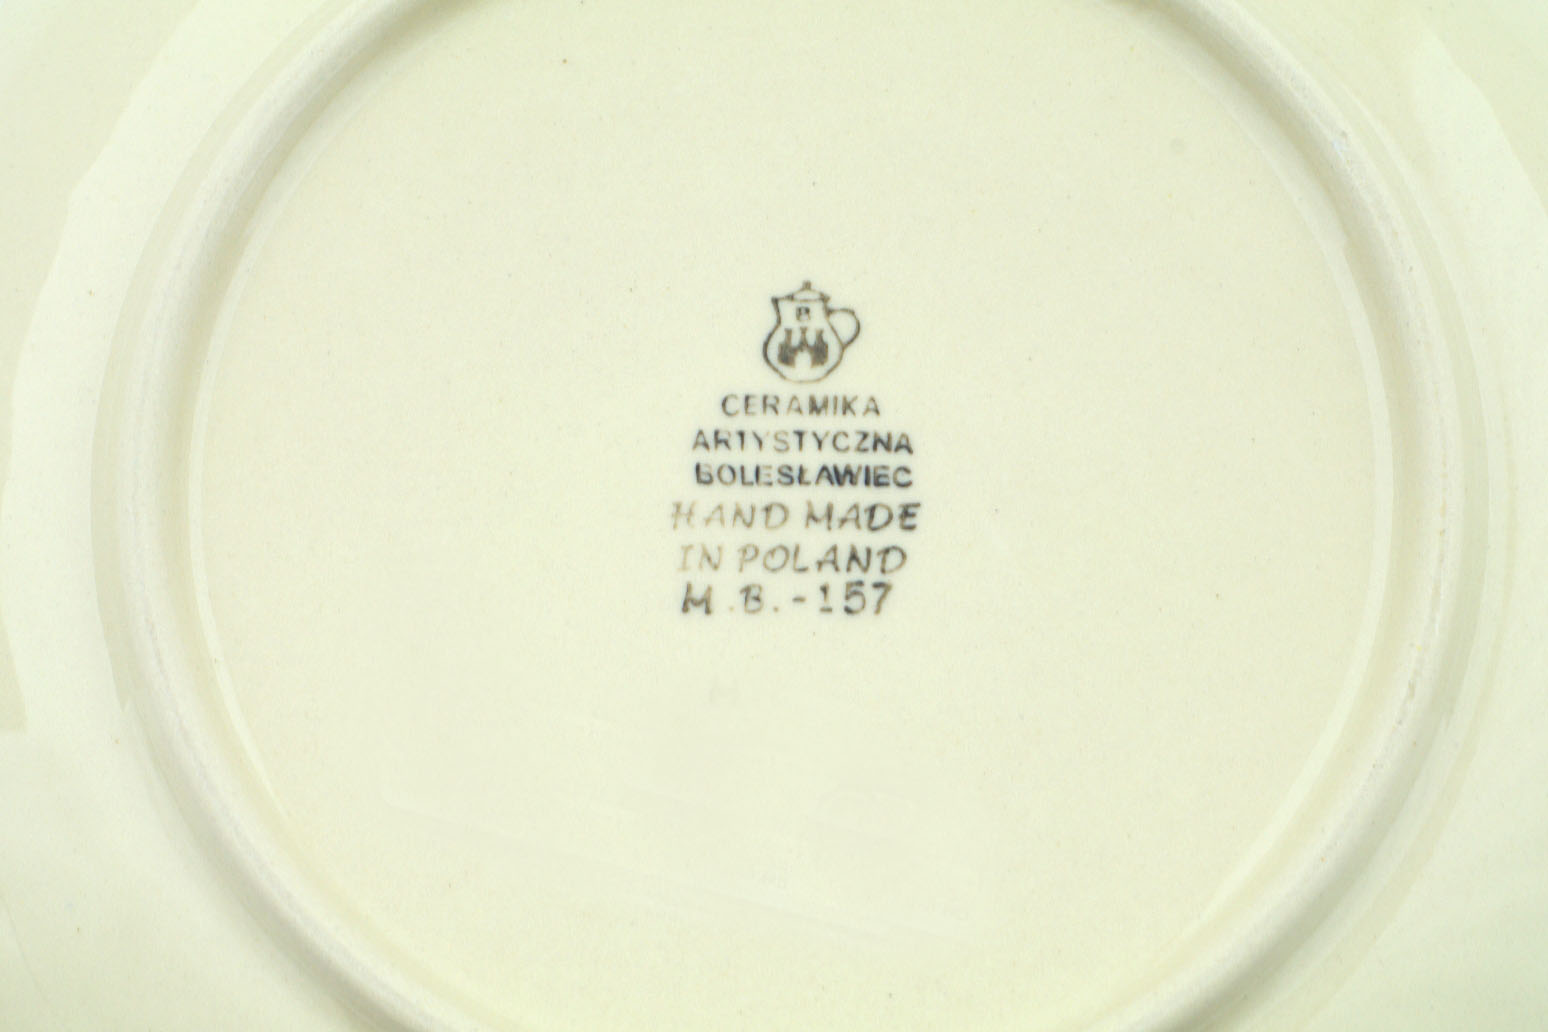 B
CERAMIKA
ARTYSTYCZNA
BOLESŁAWIEC
HAND MADE
IN POLAND
M.B.-157